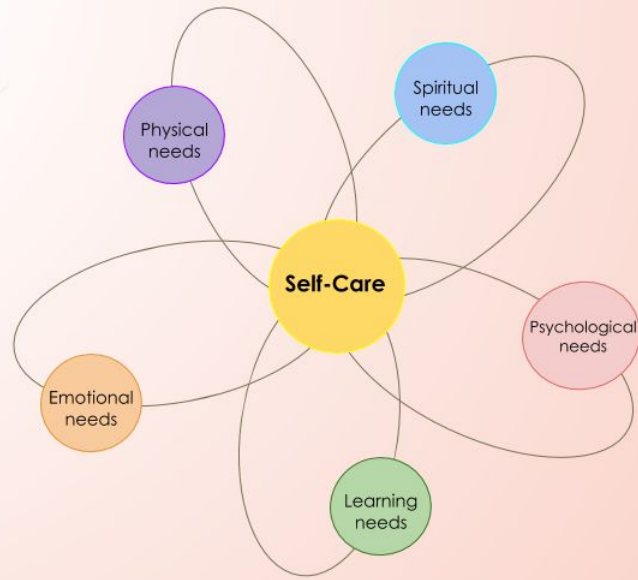 Physical
needs
Spiritual
needs
Self-Care
Psychological
needs
Emotional
needs
Learning
needs